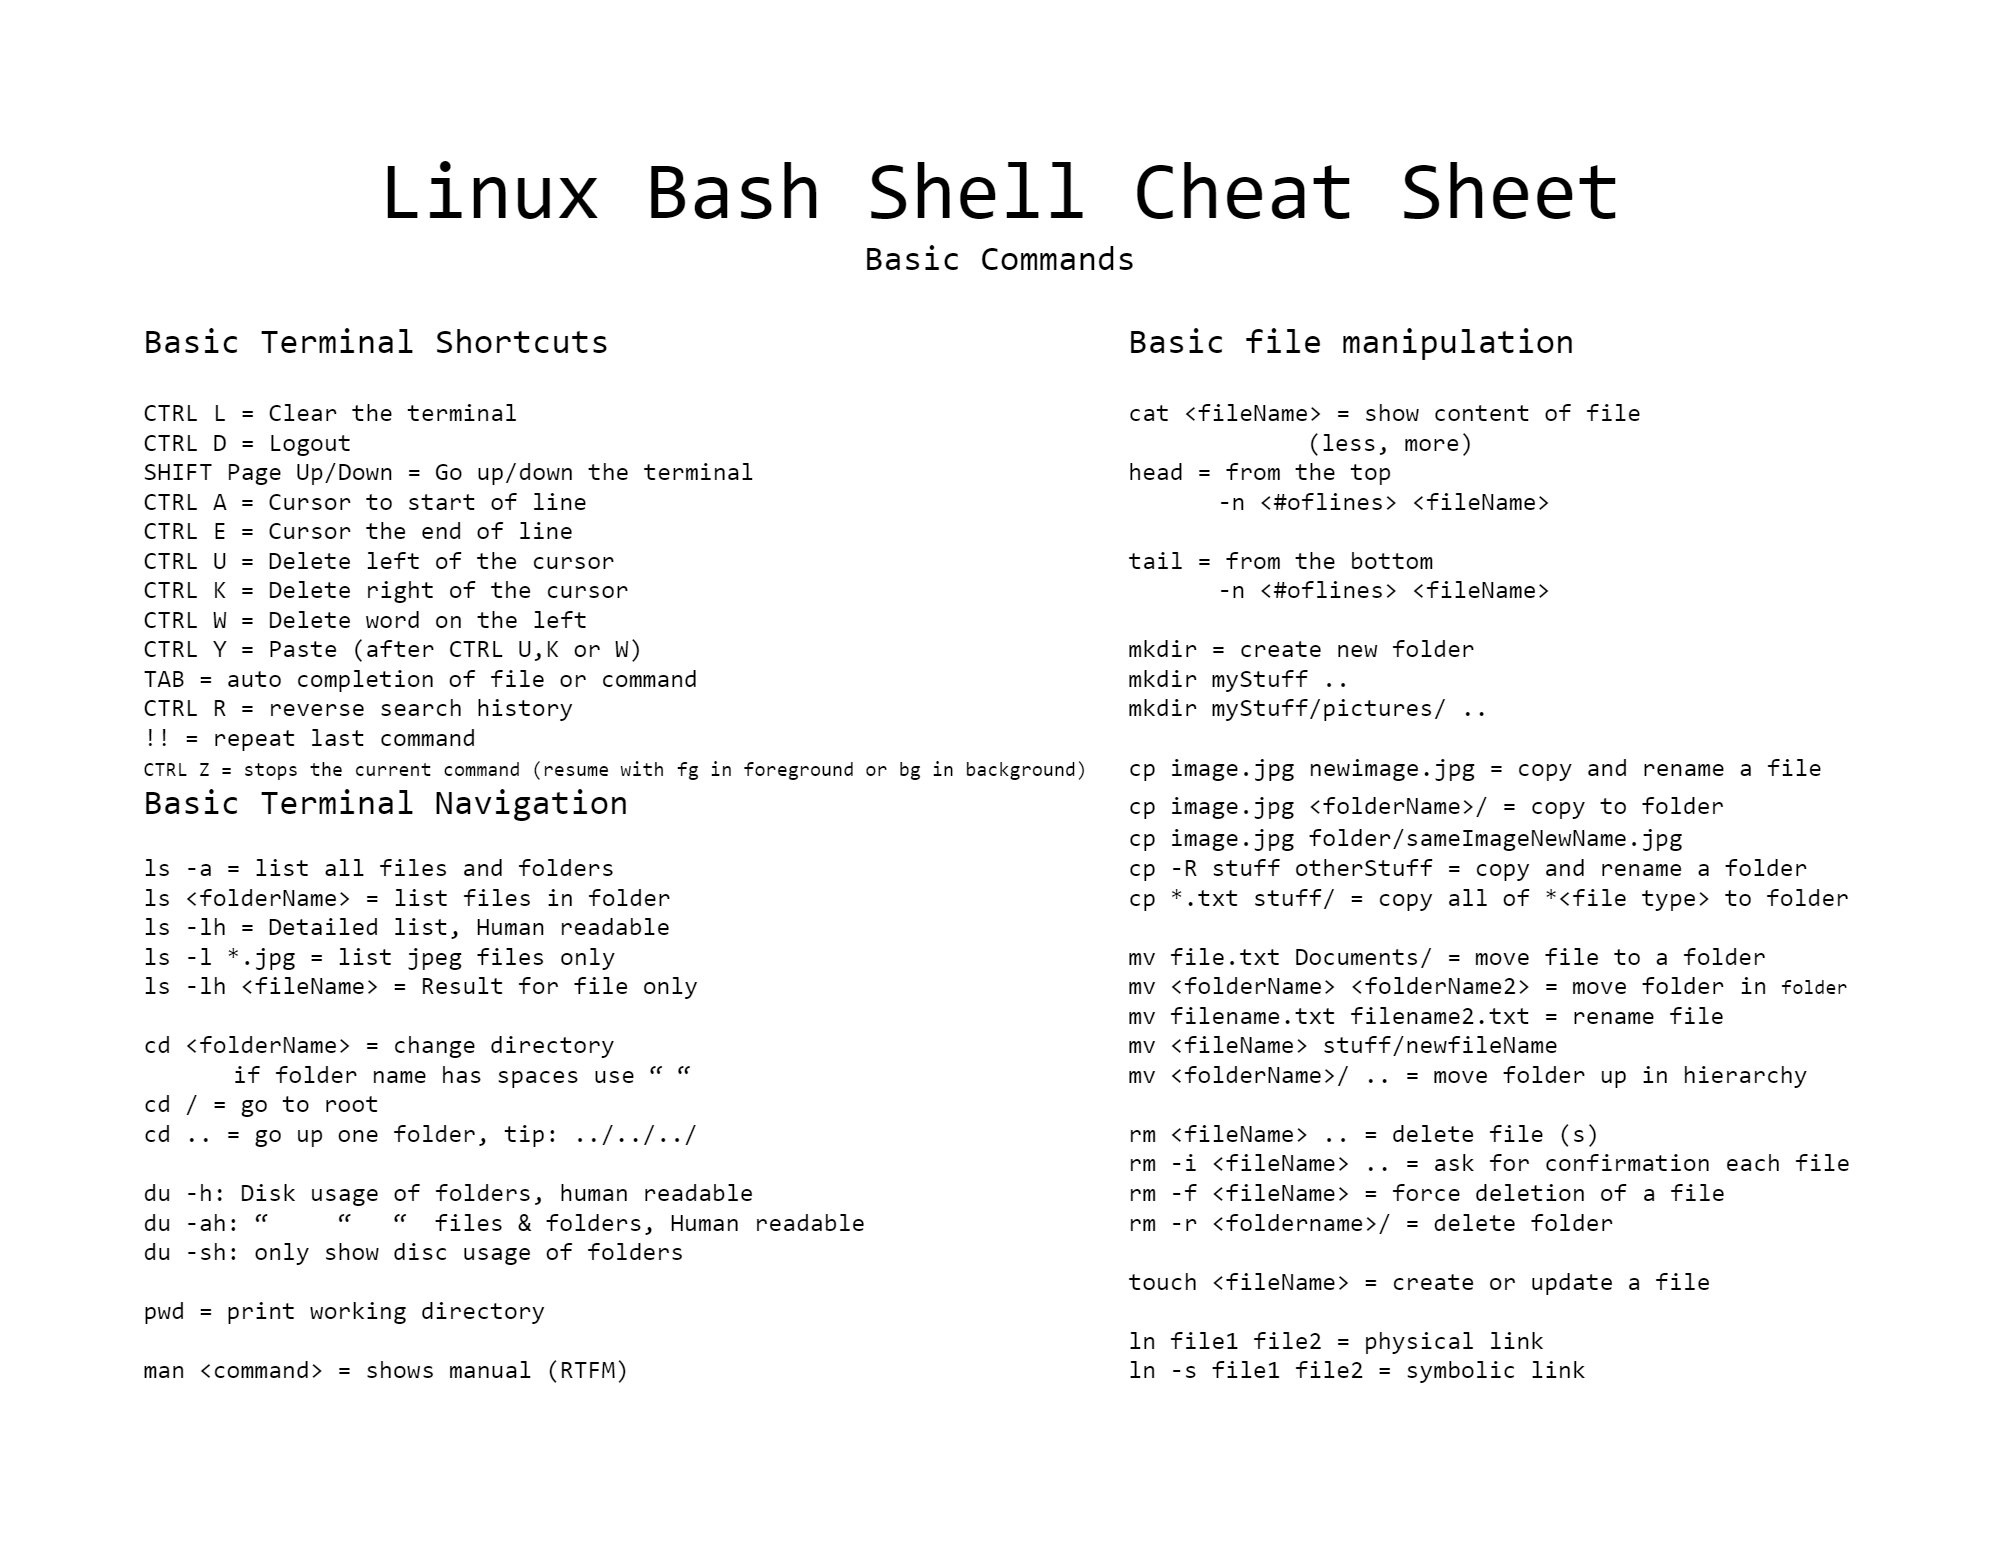 Linux Bash Shell Cheat Sheet
Basic Commands
Basic Terminal Shortcuts
CTRL L = Clear the terminal
CTRL D = Logout
SHIFT Page Up/Down = Go up/down the terminal
CTRL A = Cursor to start of line
CTRL E = Cursor the end of line
CTRL U = Delete left of the cursor
CTRL K = Delete right of the cursor
CTRL W = Delete word on the left
CTRL Y = Paste (after CTRL U,K or W)
TAB = auto completion of file or command
CTRL R = reverse search history
!! = repeat last command
CTRL Z = stops the current command (resume with fg in foreground or bg in background)
Basic Terminal Navigation
ls -a = list all files and folders
ls <folderName> = list files in folder
ls -lh = Detailed list, Human readable
ls -l *.jpg = list jpeg files only
ls -lh <fileName> = Result for file only
cd <folderName> = change directory
if folder name has spaces use “ “
cd / = go to root
cd .. = go up one folder, tip: ../../../
du -h: Disk usage of folders, human readable
du -ah: “ “ “ files & folders, Human readable
du -sh: only show disc usage of folders
pwd = print working directory
man <command> = shows manual (RTFM)
Basic file manipulation
cat <fileName> = show content of file
(less, more)
head = from the top
-n <#oflines> <fileName>
tail = from the bottom
-n <#oflines> <fileName>
mkdir = create new folder
mkdir myStuff ..
mkdir myStuff/pictures/ ..
cp image.jpg newimage.jpg = copy and rename a file
cp image.jpg <folderName>/ = copy to folder
cp image.jpg folder/sameImageNewName.jpg
cp -R stuff otherStuff = copy and rename a folder
cp *.txt stuff/ = copy all of *<file type> to folder
mv file.txt Documents/ = move file to a folder
mv <folderName> <folderName2> = move folder in folder
mv filename.txt filename2.txt = rename file
mv <fileName> stuff/newfileName
mv <folderName>/ .. = move folder up in hierarchy
rm <fileName> .. = delete file (s)
rm -i <fileName> .. = ask for confirmation each file
rm -f <fileName> = force deletion of a file
rm -r <foldername>/ = delete folder
touch <fileName> = create or update a file
ln file1 file2 = physical link
ln -s file1 file2 = symbolic link